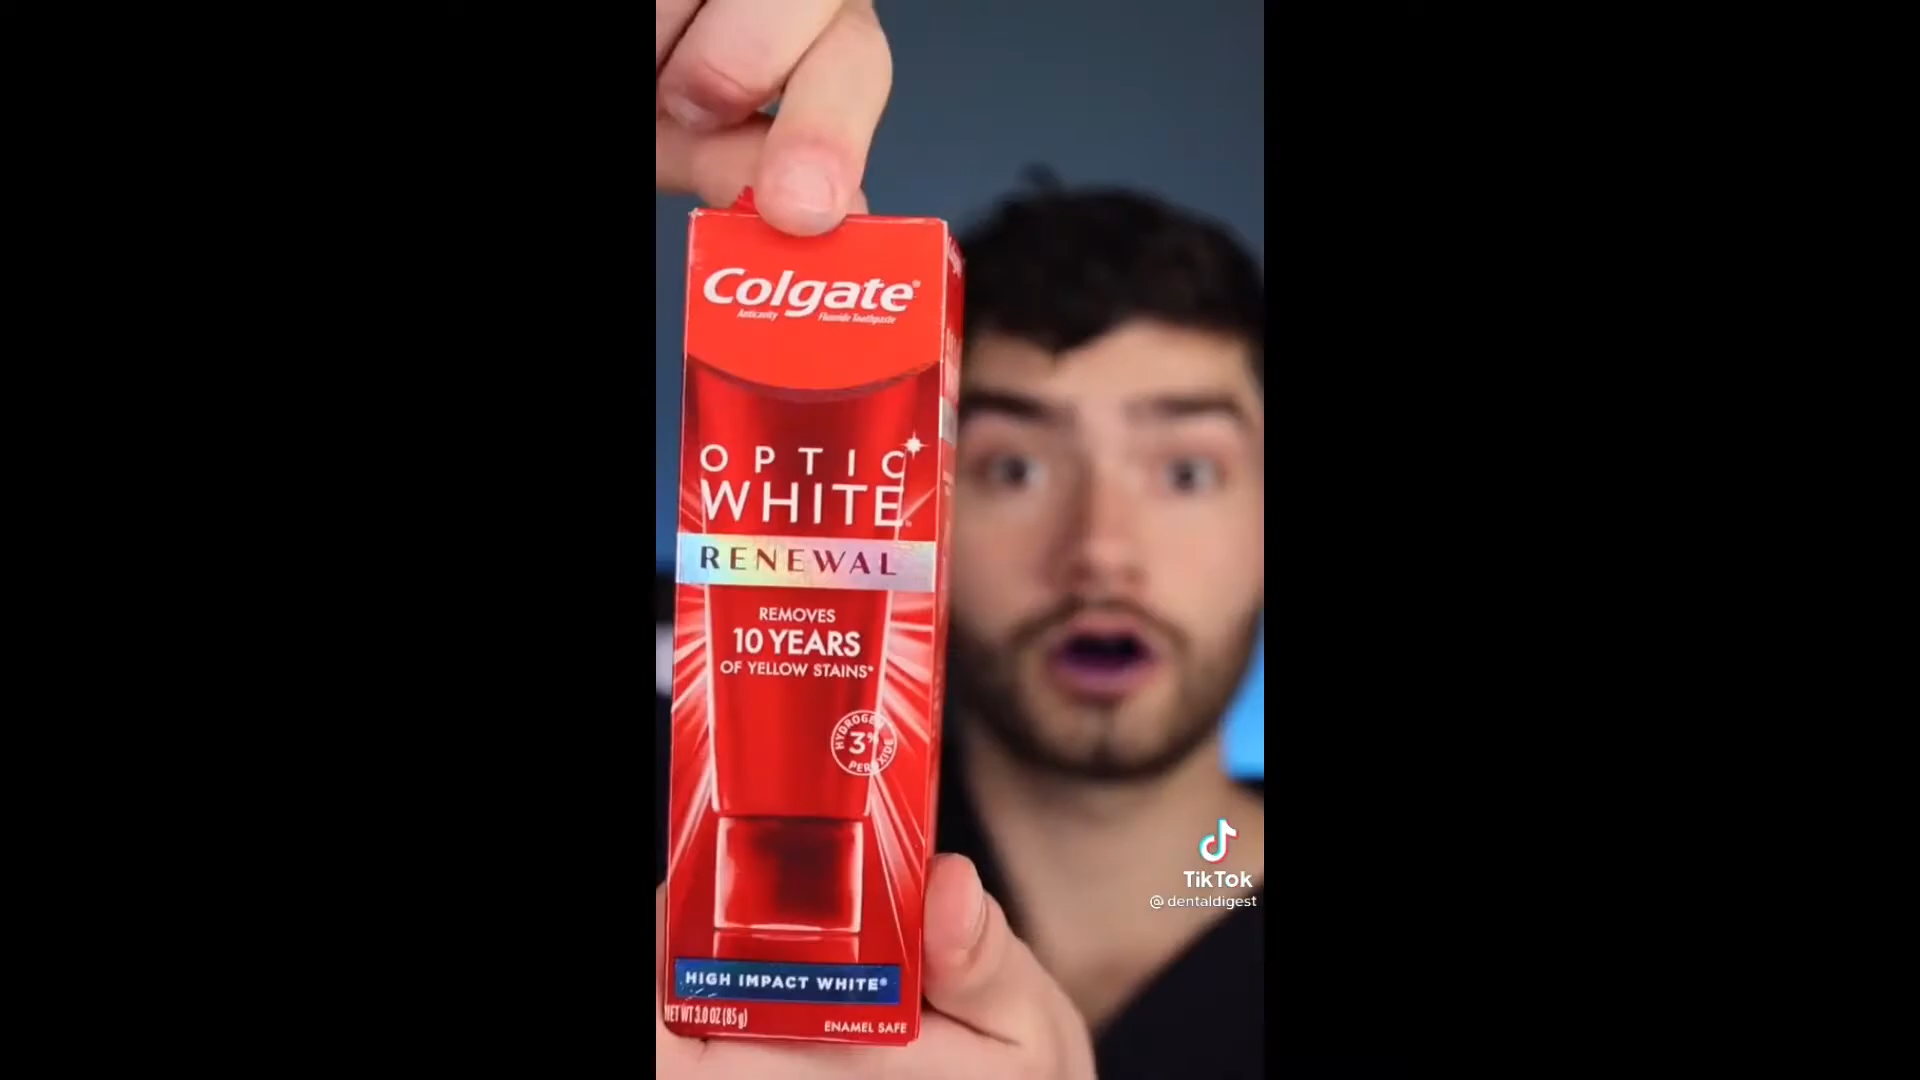 Colgate®
Anticavity Fluoride Toothpaste
OPTIC
WHITE®
RENEWAL
REMOVES
10 YEARS
OF YELLOW STAINS*
HYDROGEN
3%
PEROXIDE
HIGH IMPACT WHITE®
NET WT 3.0 OZ (85 g)
ENAMEL SAFE
TikTok
@dentaldigest